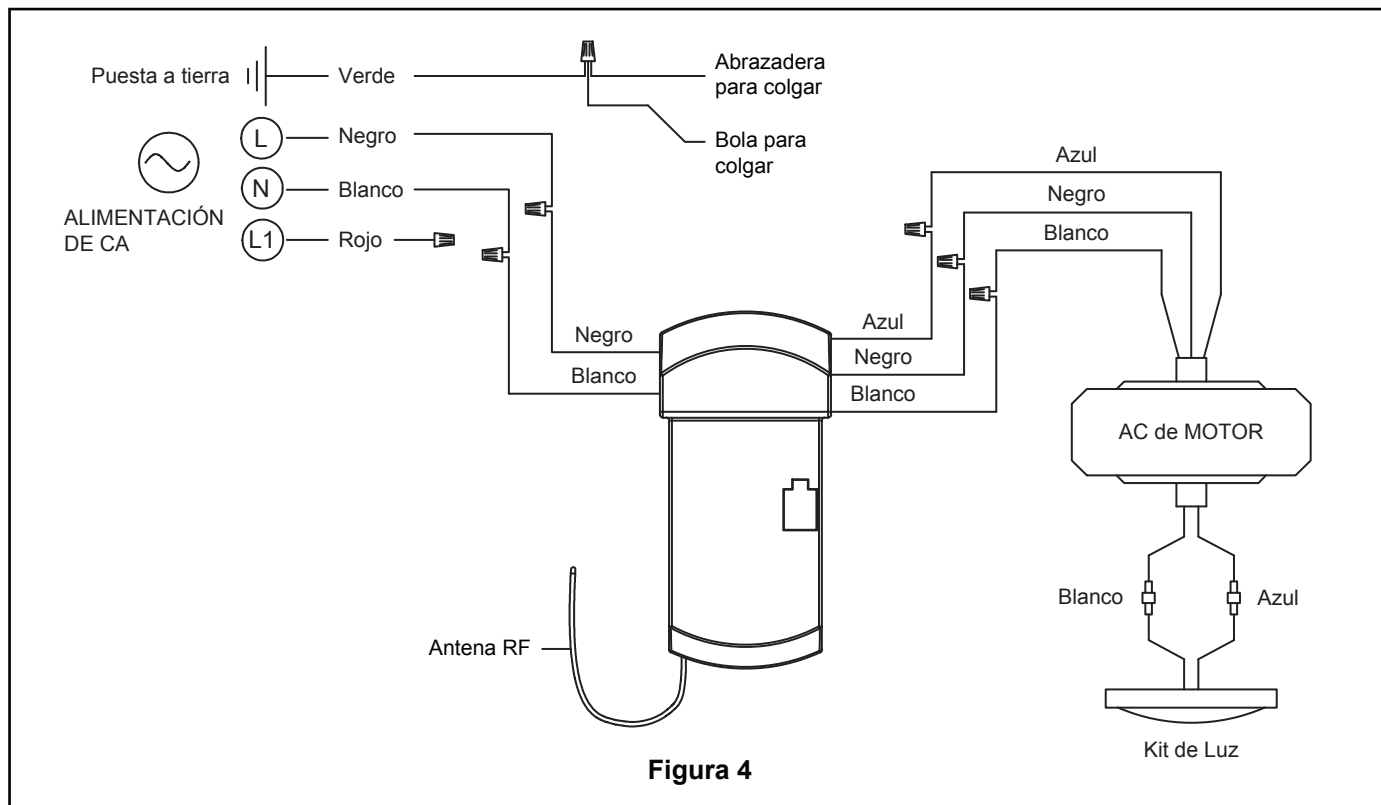 Puesta a tierra
Verde
Abrazadera
para colgar
Bola para
colgar
L
Negro
N
Blanco
L1
Rojo
ALIMENTACIÓN
DE CA
Azul
Negro
Blanco
Negro
Blanco
Azul
Negro
Blanco
AC de MOTOR
Blanco
Azul
Antena RF
Kit de Luz
Figura 4